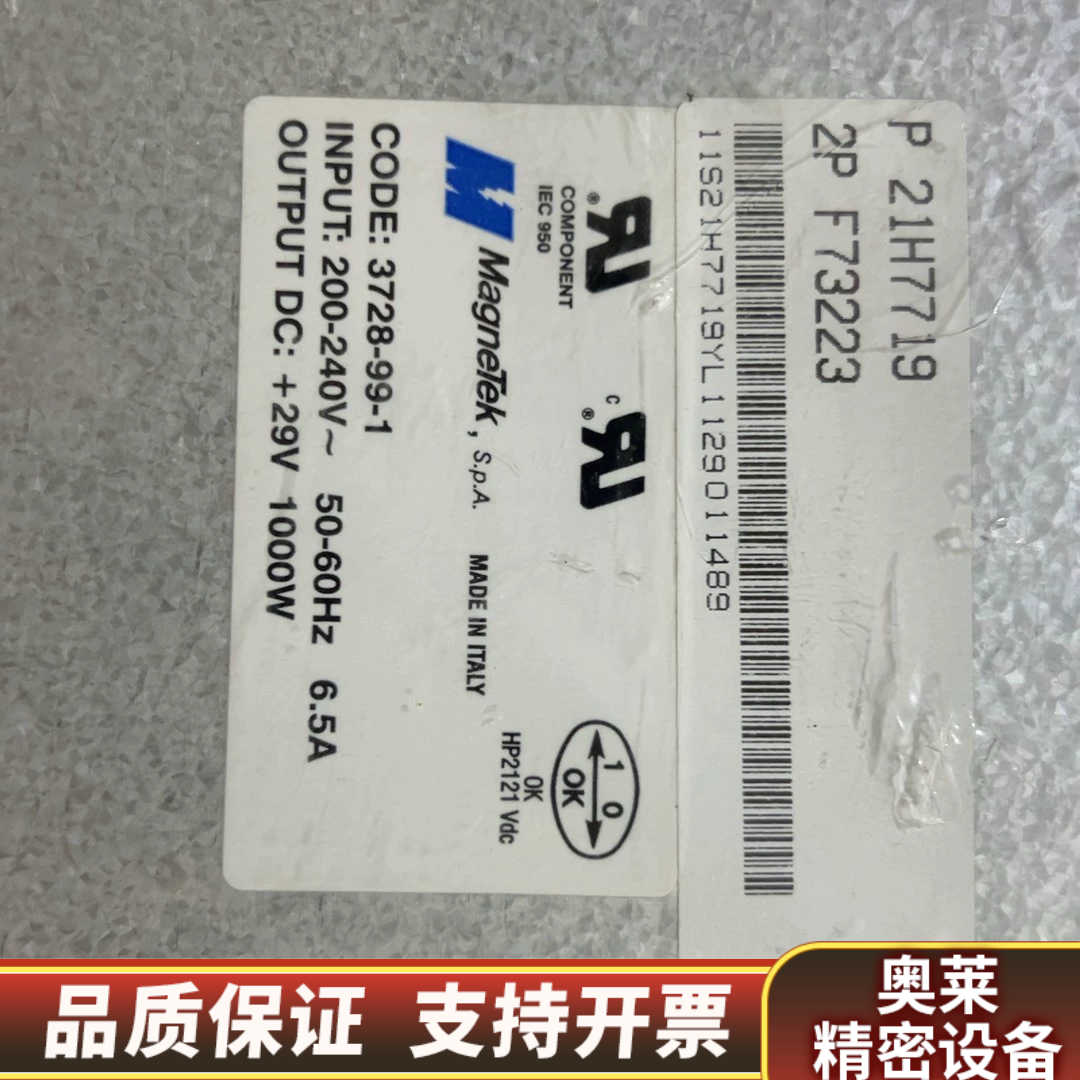 P 21H7719
2P F73223
11S21H7719YL1129011489
COMPONENT
IEC 950
C
MagneTek, S.p.A. MADE IN ITALY
CODE: 3728-99-1
INPUT: 200-240V~ 50-60Hz 6.5A
OUTPUT DC: +29V 1000W
1 0
OK
OK
HP2121 Vdc
品质保证 支持开票
奥莱
精密设备